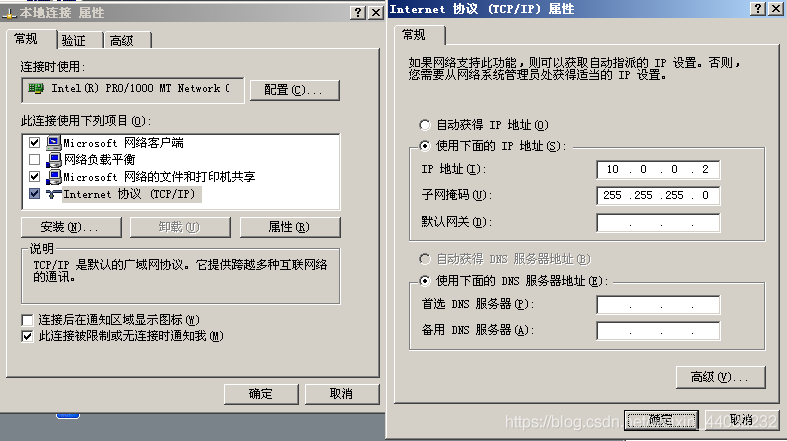 本地连接 属性
常规 验证 高级
连接时使用:
Intel(R) PRO/1000 MT Network C
配置(C)...
此连接使用下列项目(O):
Microsoft 网络客户端
网络负载平衡
Microsoft 网络的文件和打印机共享
Internet 协议 (TCP/IP)
安装(N)... 卸载(U) 属性(R)
说明
TCP/IP 是默认的广域网协议。它提供跨越多种互联网络
的通讯。
连接后在通知区域显示图标(W)
此连接被限制或无连接时通知我(M)
确定 取消
Internet 协议 (TCP/IP) 属性
常规
如果网络支持此功能，则可以获取自动指派的 IP 设置。否则，
您需要从网络系统管理员处获得适当的 IP 设置。
自动获得 IP 地址(O)
使用下面的 IP 地址(S):
IP 地址(I): 10 . 0 . 0 . 2
子网掩码(U): 255 .255 .255 . 0
默认网关(D): . . .
自动获得 DNS 服务器地址(B)
使用下面的 DNS 服务器地址(E):
首选 DNS 服务器(P): . . .
备用 DNS 服务器(A): . . .
高级(V)...
确定 取消